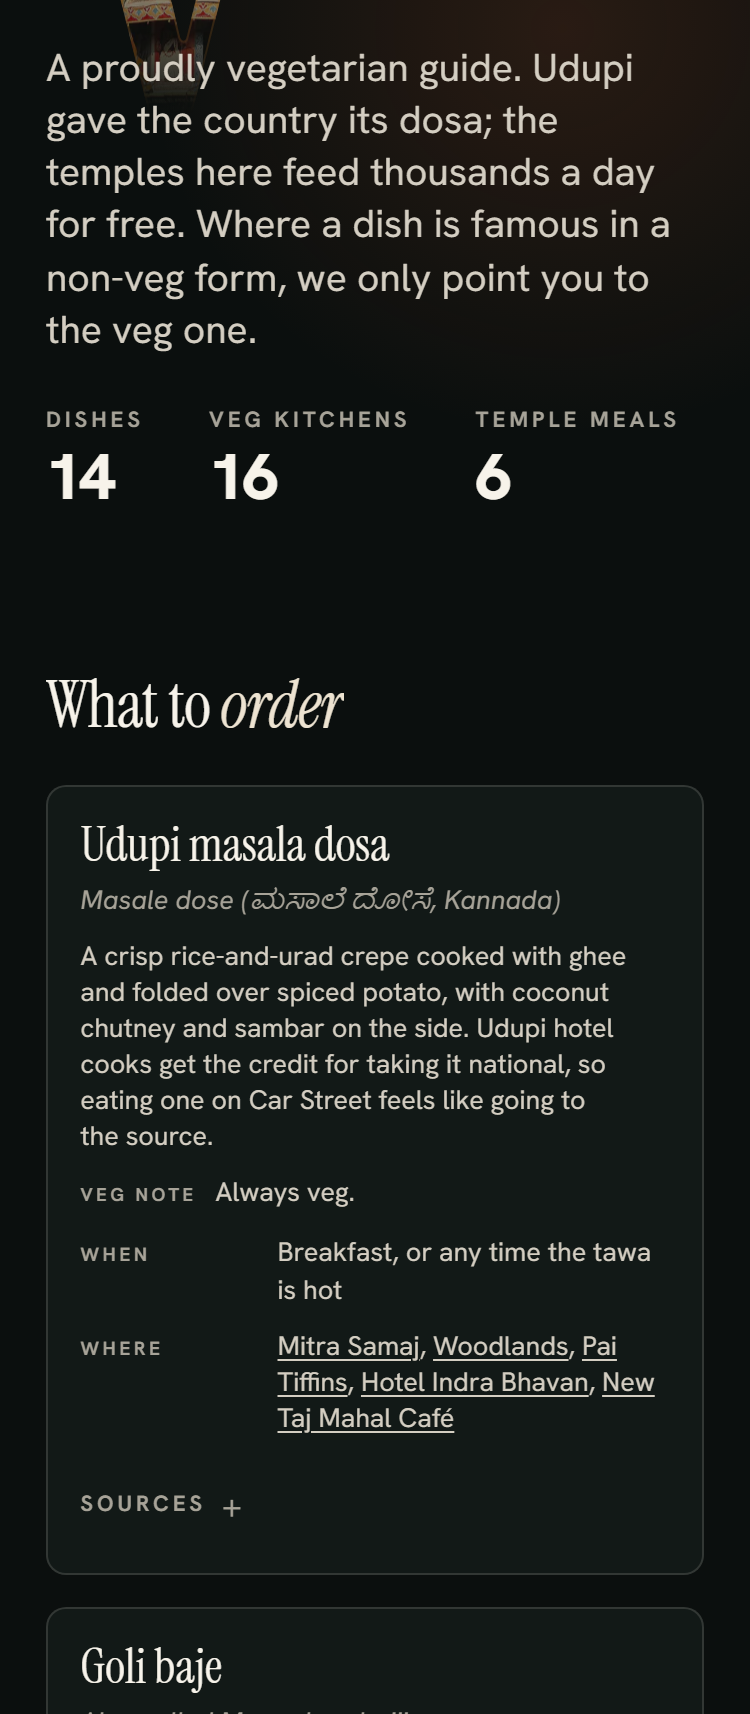 A proudly vegetarian guide. Udupi
gave the country its dosa; the
temples here feed thousands a day
for free. Where a dish is famous in a
non-veg form, we only point you to
the veg one.
DISHES VEG KITCHENS TEMPLE MEALS
14 16 6
What to order
Udupi masala dosa
Masale dose (ಮಸಾಲೆ ದೋಸೆ, Kannada)
A crisp rice-and-urad crepe cooked with ghee
and folded over spiced potato, with coconut
chutney and sambar on the side. Udupi hotel
cooks get the credit for taking it national, so
eating one on Car Street feels like going to
the source.
VEG NOTE Always veg.
WHEN Breakfast, or any time the tawa
is hot
WHERE Mitra Samaj, Woodlands, Pai
Tiffins, Hotel Indra Bhavan, New
Taj Mahal Café
SOURCES +
Goli baje